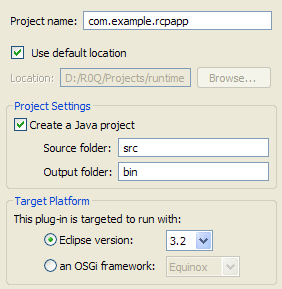 Project name: com.example.rcpapp
Use default location
Location: D:/R0Q/Projects/runtime Browse...
Project Settings
Create a Java project
Source folder: src
Output folder: bin
Target Platform
This plug-in is targeted to run with:
Eclipse version: 3.2
an OSGi framework: Equinox